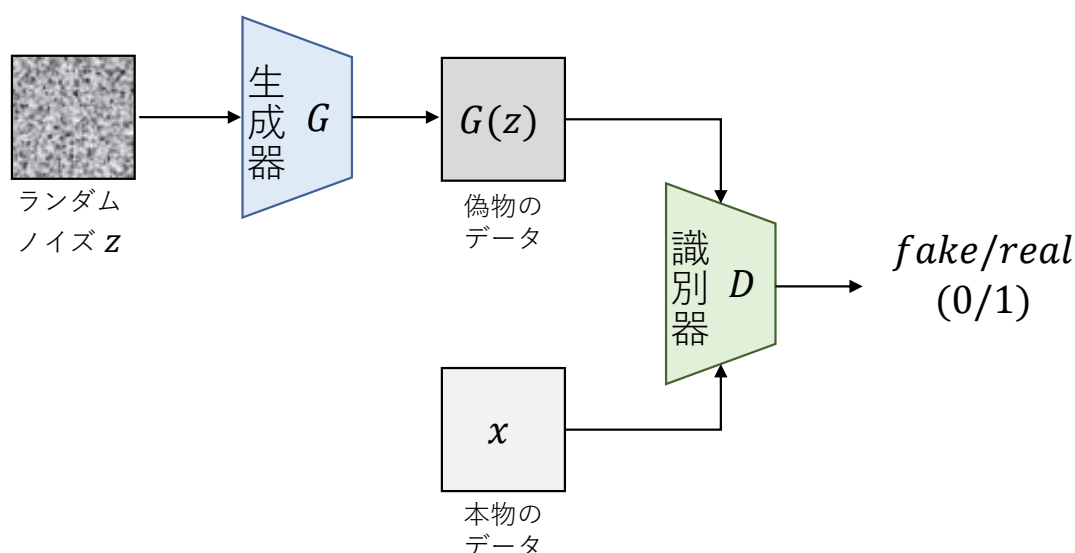 生成器
G
G(z)
ランダム
ノイズ z
偽物の
データ
識別器
D
fake/real
(0/1)
x
本物の
データ